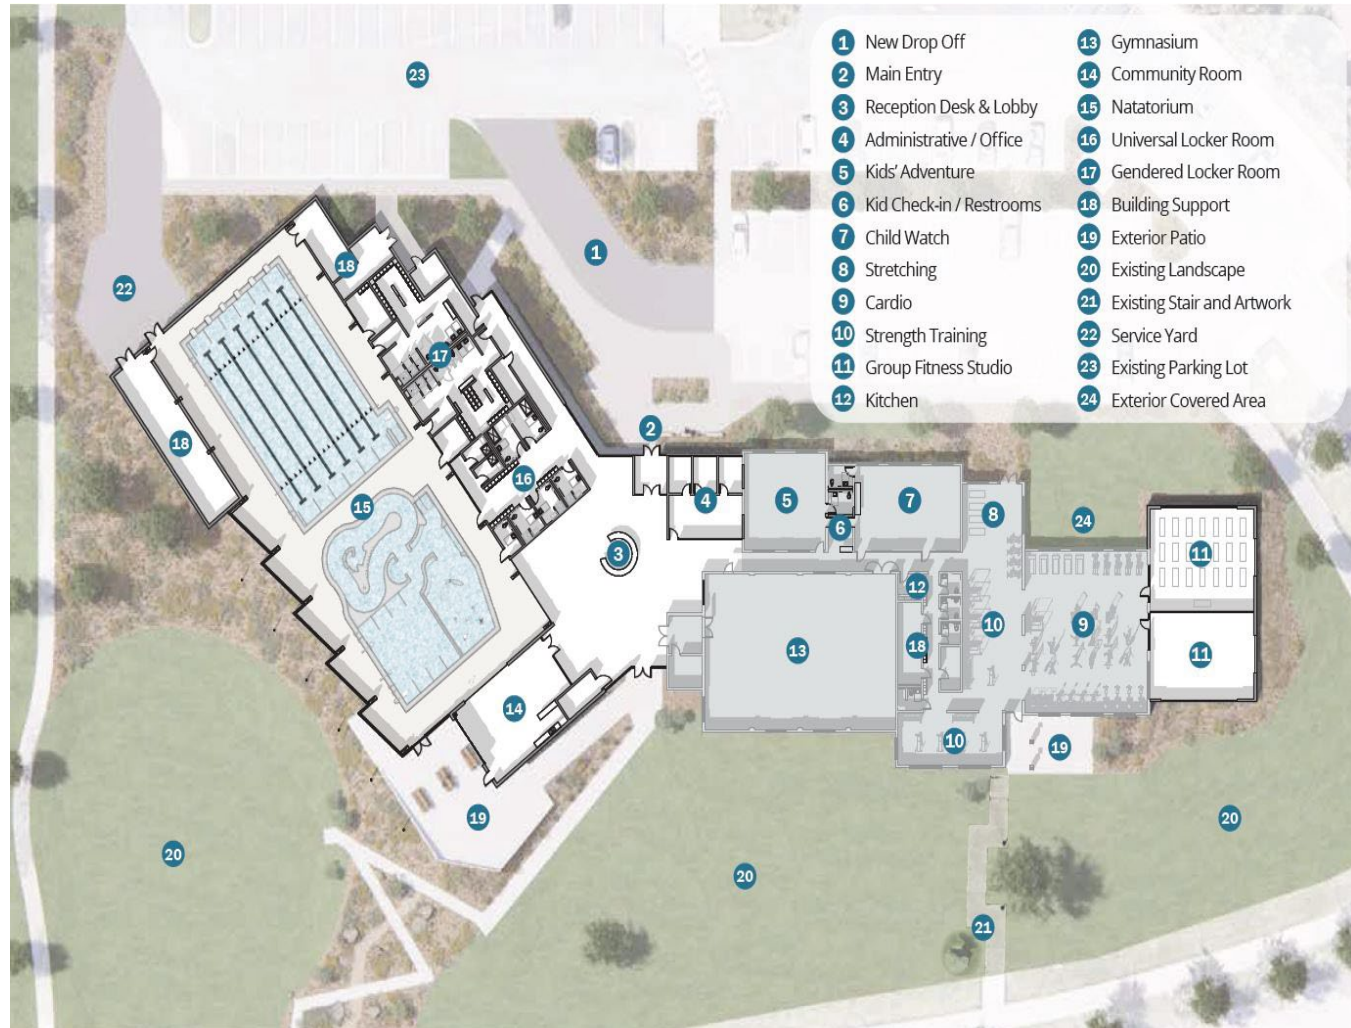 1 New Drop Off
2 Main Entry
3 Reception Desk & Lobby
4 Administrative / Office
5 Kids' Adventure
6 Kid Check-in / Restrooms
7 Child Watch
8 Stretching
9 Cardio
10 Strength Training
11 Group Fitness Studio
12 Kitchen
13 Gymnasium
14 Community Room
15 Natatorium
16 Universal Locker Room
17 Gendered Locker Room
18 Building Support
19 Exterior Patio
20 Existing Landscape
21 Existing Stair and Artwork
22 Service Yard
23 Existing Parking Lot
24 Exterior Covered Area
23
1
18
22
17
2
18
16
15
4
5
6
7
8
24
3
11
12
10
9
18
13
11
14
10
19
19
20
20
20
21